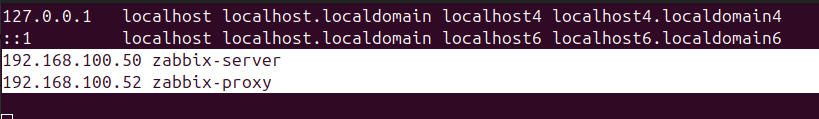 127.0.0.1   localhost localhost.localdomain localhost4 localhost4.localdomain4
::1         localhost localhost.localdomain localhost6 localhost6.localdomain6
192.168.100.50 zabbix-server
192.168.100.52 zabbix-proxy